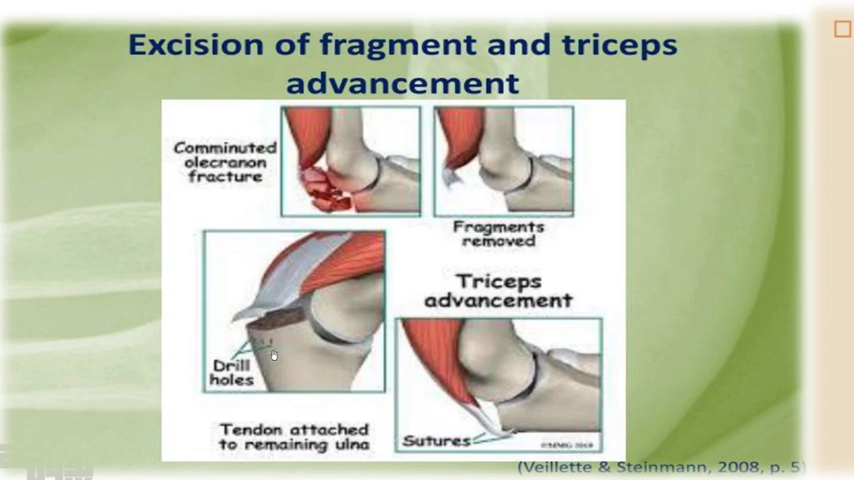 Excision of fragment and triceps
advancement
Comminuted
olecranon
fracture
Fragments
removed
Triceps
advancement
Drill
holes
Tendon attached
to remaining ulna
Sutures
(Veillette & Steinmann, 2008, p. 5)